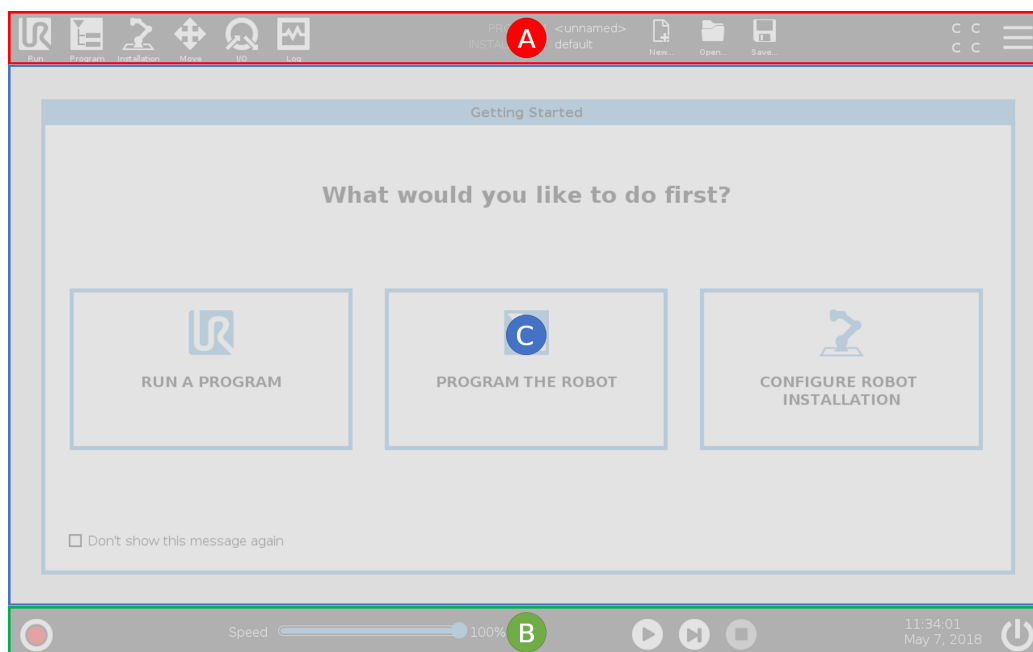 <unnamed>
default
Run
Program
Installation
Move
I/O
Log
New...
Open...
Save...
C C
C C
A
Getting Started
What would you like to do first?
C
RUN A PROGRAM
PROGRAM THE ROBOT
CONFIGURE ROBOT
INSTALLATION
Don't show this message again
Speed
100%
B
11:34:01
May 7, 2018